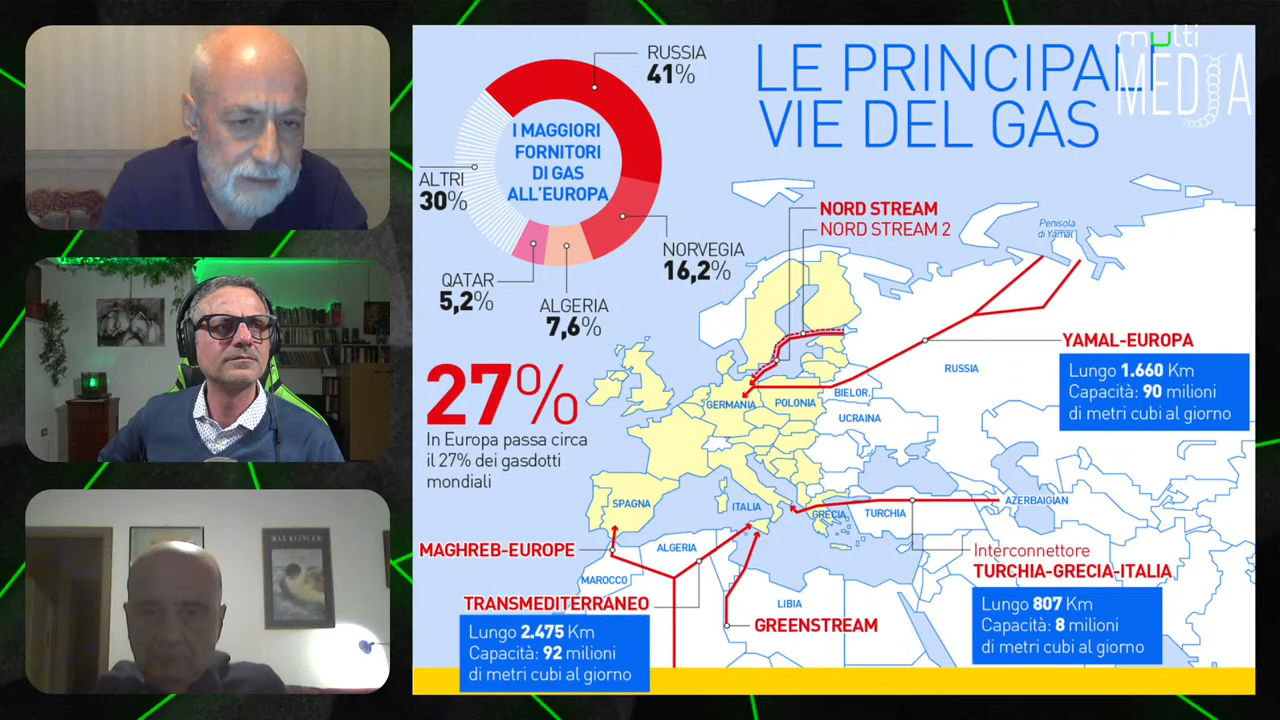 RUSSIA
41%
I MAGGIORI
FORNITORI
DI GAS
ALL'EUROPA
ALTRI
30%
QATAR
5,2%
ALGERIA
7,6%
NORVEGIA
16,2%
LE PRINCIPALI
VIE DEL GAS
multi
MEDIA
NORD STREAM
NORD STREAM 2
Penisola
di Yamal
27%
In Europa passa circa
il 27% dei gasdotti
mondiali
YAMAL-EUROPA
Lungo 1.660 Km
Capacità: 90 milioni
di metri cubi al giorno
RUSSIA
BIELOR.
GERMANIA
POLONIA
UCRAINA
SPAGNA
ITALIA
GRECIA
TURCHIA
AZERBAIGIAN
MAGHREB-EUROPE
ALGERIA
MAROCCO
LIBIA
Interconnettore
TURCHIA-GRECIA-ITALIA
Lungo 807 Km
Capacità: 8 milioni
di metri cubi al giorno
TRANSMEDITERRANEO
Lungo 2.475 Km
Capacità: 92 milioni
di metri cubi al giorno
GREENSTREAM
MAX KLINGER